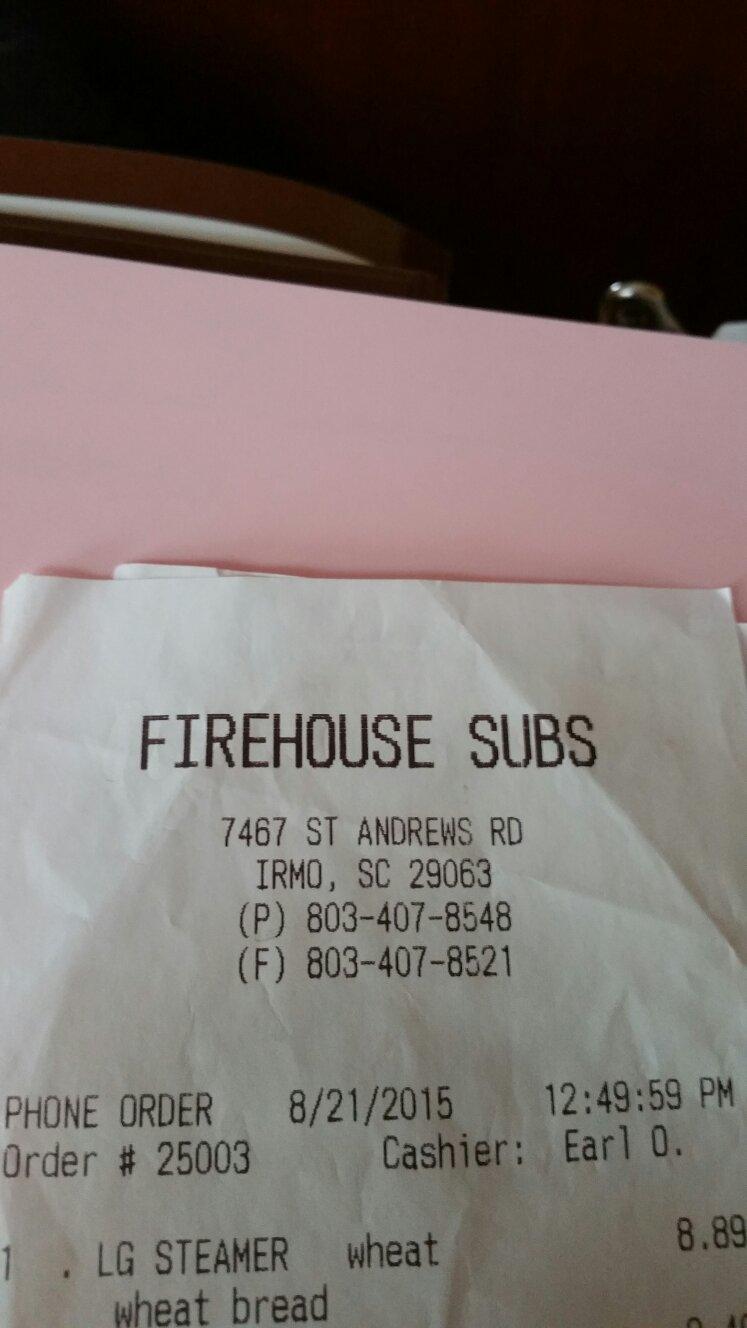 FIREHOUSE SUBS
7467 ST ANDREWS RD
IRMO, SC 29063
(P) 803-407-8548
(F) 803-407-8521
PHONE ORDER 8/21/2015 12:49:59 PM
Order # 25003 Cashier: Earl O.
1 . LG STEAMER wheat 8.89
wheat bread